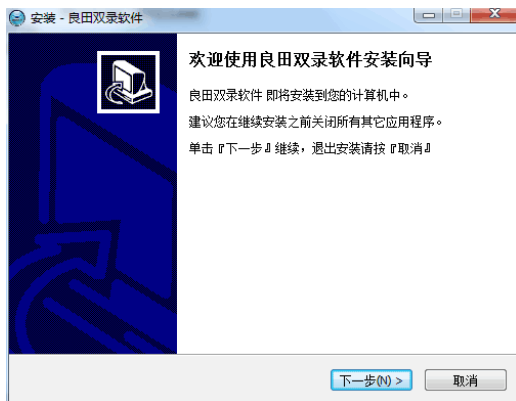 安装 - 良田双录软件
欢迎使用良田双录软件安装向导
良田双录软件 即将安装到您的计算机中。
建议您在继续安装之前关闭所有其它应用程序。
单击『下一步』继续，退出安装请按『取消』
下一步(N) >
取消